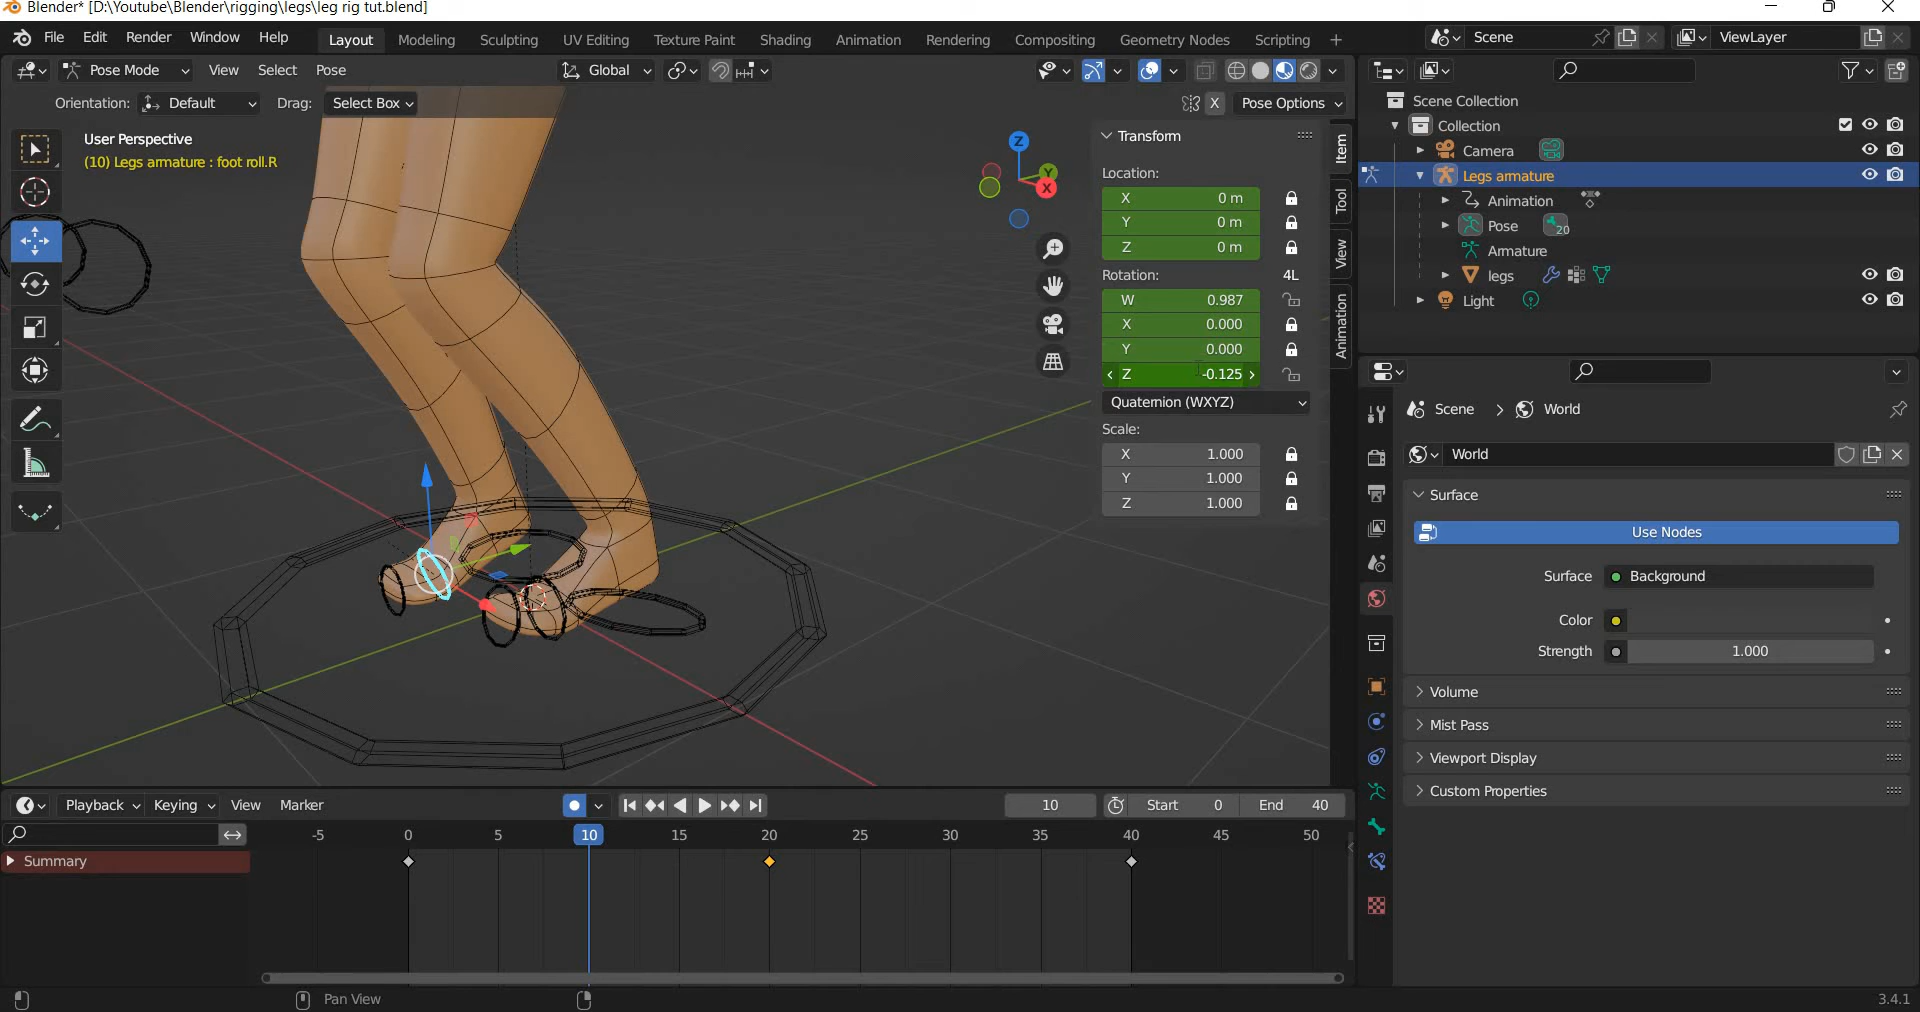 Blender* [D:\Youtube\Blender\rigging\legs\leg rig tut.blend]
File Edit Render Window Help Layout Modeling Sculpting UV Editing Texture Paint Shading Animation Rendering Compositing Geometry Nodes Scripting + Scene ViewLayer
Pose Mode View Select Pose Global
Orientation: Default Drag: Select Box X Pose Options
User Perspective
(10) Legs armature : foot roll.R
Z
Y
X
Transform
Location:
X 0 m
Y 0 m
Z 0 m
Rotation: 4L
W 0.987
X 0.000
Y 0.000
Z -0.125
Quaternion (WXYZ)
Scale:
X 1.000
Y 1.000
Z 1.000
Item
Tool
View
Animation
Scene Collection
Collection
Camera
Legs armature
Animation
Pose 20
Armature
legs
Light
Scene > World
World
Surface
Use Nodes
Surface Background
Color
Strength 1.000
Volume
Mist Pass
Viewport Display
Custom Properties
Playback Keying View Marker 10 Start 0 End 40
-5 0 5 10 15 20 25 30 35 40 45 50
Summary
Pan View
3.4.1